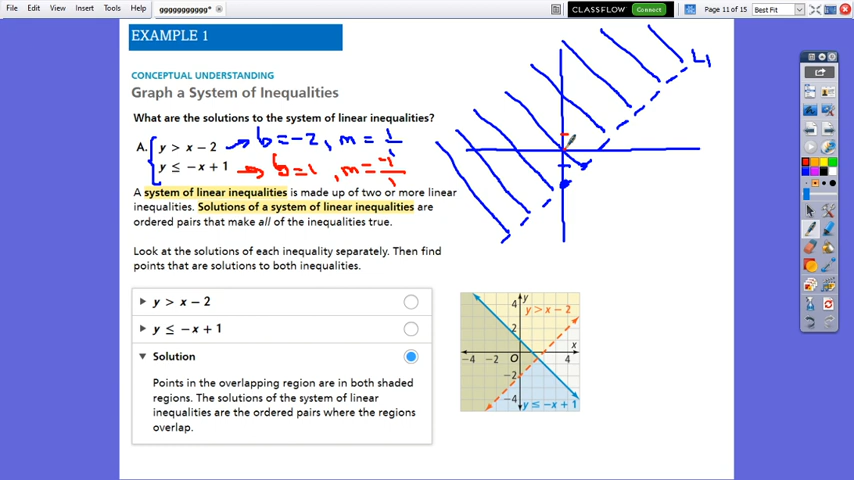 File Edit View Insert Tools Help
ggggggggggg*
CLASSFLOW
Page 11 of 15
Best Fit
EXAMPLE 1
CONCEPTUAL UNDERSTANDING
Graph a System of Inequalities
What are the solutions to the system of linear inequalities?
A. y > x − 2 → b = −2, m = 1/1
y ≤ −x + 1 → b = 1, m = −1/1
L1
A system of linear inequalities is made up of two or more linear
inequalities. Solutions of a system of linear inequalities are
ordered pairs that make all of the inequalities true.
Look at the solutions of each inequality separately. Then find
points that are solutions to both inequalities.
y > x − 2
y ≤ −x + 1
Solution
Points in the overlapping region are in both shaded
regions. The solutions of the system of linear
inequalities are the ordered pairs where the regions
overlap.
4 y
y > x − 2
2
x
−4 −2 O 4
−2
−4
y ≤ −x + 1